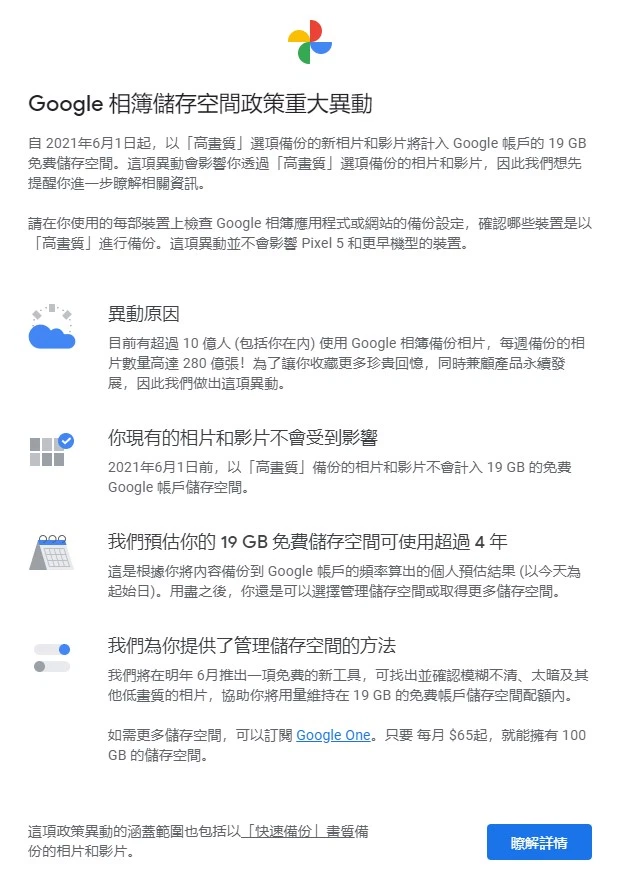 Google 相簿儲存空間政策重大異動
自 2021年6月1日起，以「高畫質」選項備份的新相片和影片將計入 Google 帳戶的 19 GB
免費儲存空間。這項異動會影響你透過「高畫質」選項備份的相片和影片，因此我們想先
提醒你進一步瞭解相關資訊。
請在你使用的每部裝置上檢查 Google 相簿應用程式或網站的備份設定，確認哪些裝置是以
「高畫質」進行備份。這項異動並不會影響 Pixel 5 和更早機型的裝置。
異動原因
目前有超過 10 億人 (包括你在內) 使用 Google 相簿備份相片，每週備份的相
片數量高達 280 億張！為了讓你收藏更多珍貴回憶，同時兼顧產品永續發
展，因此我們做出這項異動。
你現有的相片和影片不會受到影響
2021年6月1日前，以「高畫質」備份的相片和影片不會計入 19 GB 的免費
Google 帳戶儲存空間。
我們預估你的 19 GB 免費儲存空間可使用超過 4 年
這是根據你將內容備份到 Google 帳戶的頻率算出的個人預估結果 (以今天為
起始日)。用盡之後，你還是可以選擇管理儲存空間或取得更多儲存空間。
我們為你提供了管理儲存空間的方法
我們將在明年 6月推出一項免費的新工具，可找出並確認模糊不清、太暗及其
他低畫質的相片，協助你將用量維持在 19 GB 的免費帳戶儲存空間配額內。
如需更多儲存空間，可以訂閱 Google One。只要 每月 $65起，就能擁有 100
GB 的儲存空間。
這項政策異動的涵蓋範圍也包括以「快速備份」畫質備
份的相片和影片。
瞭解詳情